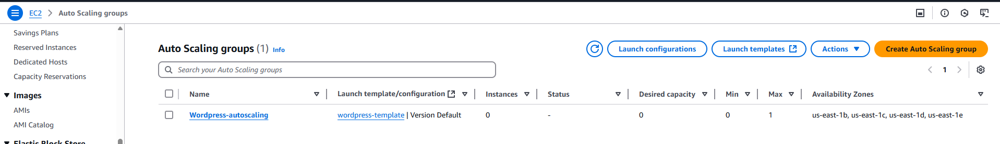 EC2 > Auto Scaling groups
Savings Plans
Reserved Instances
Dedicated Hosts
Capacity Reservations
Images
AMIs
AMI Catalog
Elastic Block Store
Auto Scaling groups (1) Info
Launch configurations Launch templates Actions Create Auto Scaling group
Search your Auto Scaling groups
1
Name Launch template/configuration Instances Status Desired capacity Min Max Availability Zones
Wordpress-autoscaling wordpress-template | Version Default 0 - 0 0 1 us-east-1b, us-east-1c, us-east-1d, us-east-1e